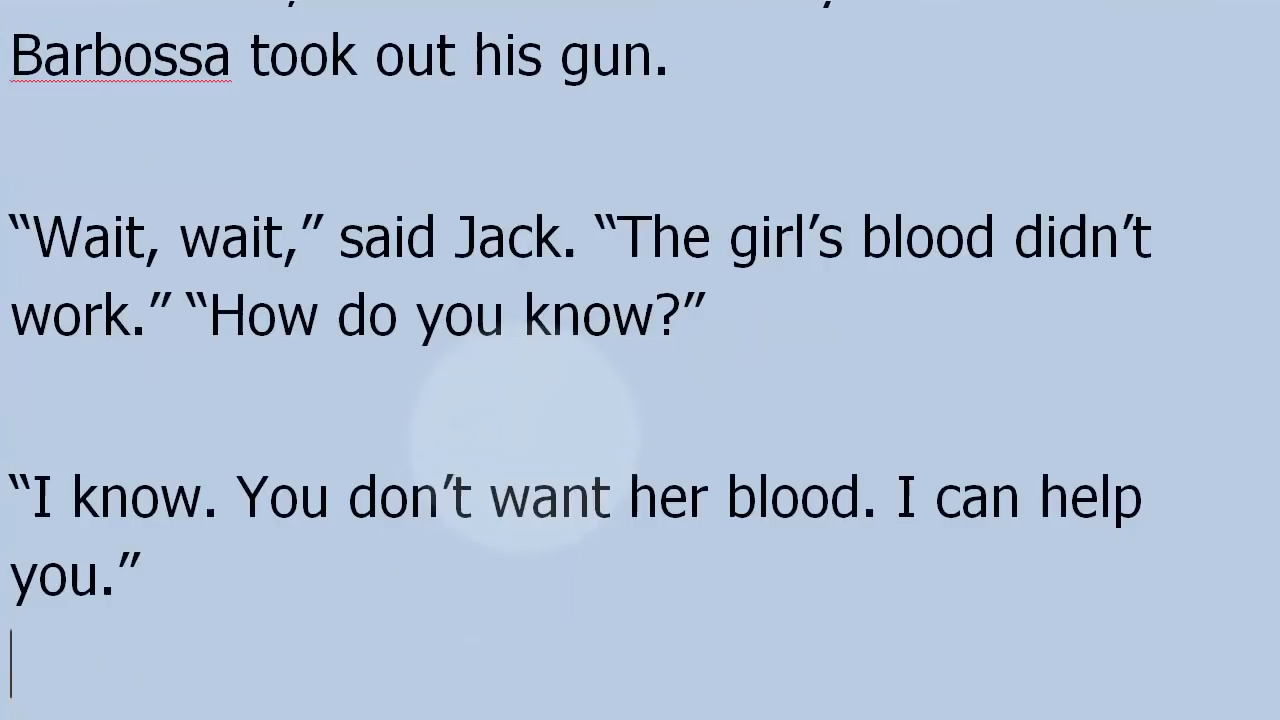 Barbossa took out his gun.
“Wait, wait,” said Jack. “The girl’s blood didn’t
work.” “How do you know?”
“I know. You don’t want her blood. I can help
you.”